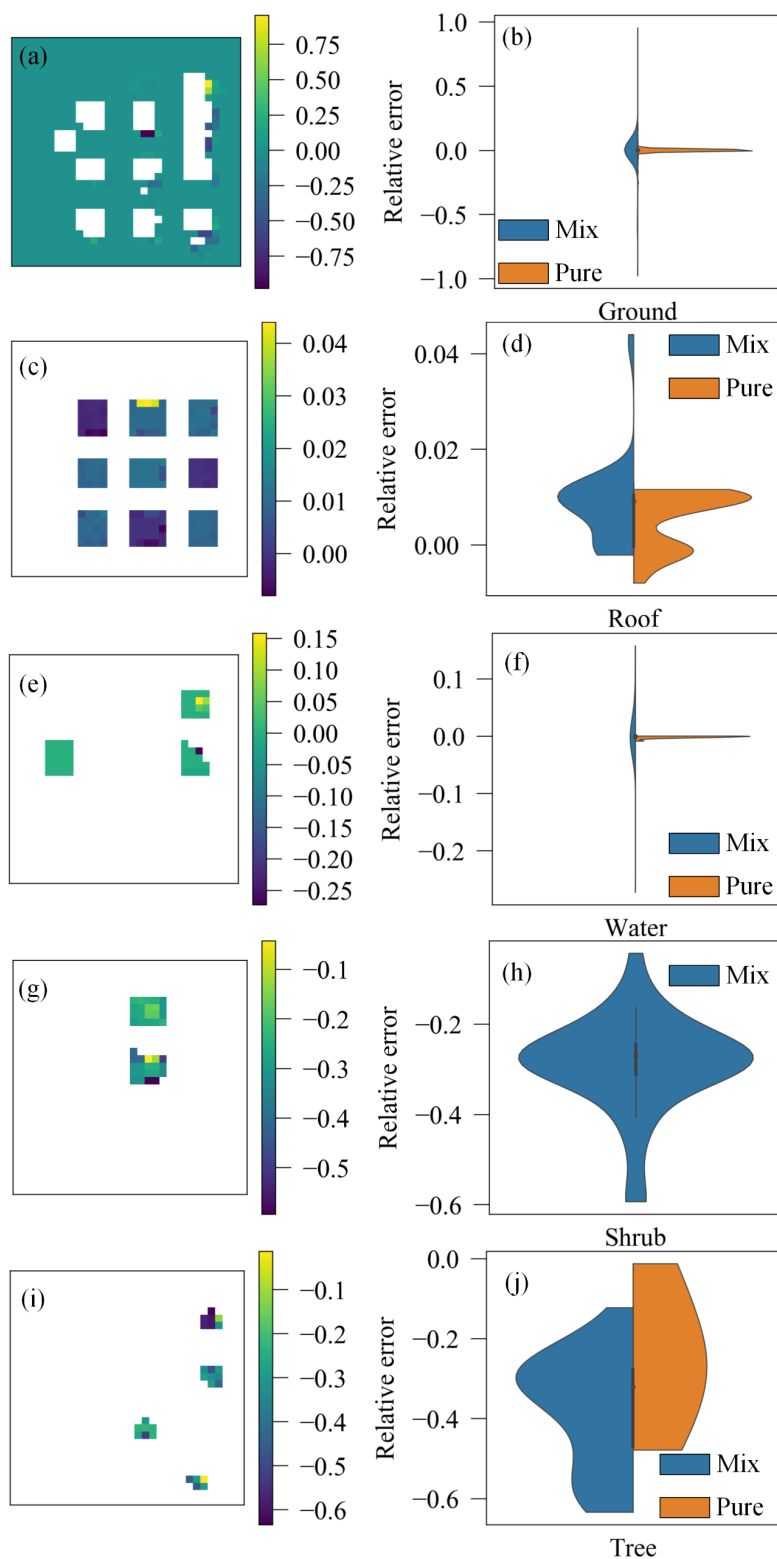 (a)
0.75
0.50
0.25
0.00
−0.25
−0.50
−0.75
(b)
Relative error
1.0
0.5
0.0
−0.5
−1.0
Mix
Pure
Ground
(c)
0.04
0.03
0.02
0.01
0.00
(d)
Relative error
0.04
0.02
0.00
Mix
Pure
Roof
(e)
0.15
0.10
0.05
0.00
−0.05
−0.10
−0.15
−0.20
−0.25
(f)
Relative error
0.1
0.0
−0.1
−0.2
Mix
Pure
Water
(g)
−0.1
−0.2
−0.3
−0.4
−0.5
(h)
Relative error
−0.2
−0.4
−0.6
Mix
Shrub
(i)
−0.1
−0.2
−0.3
−0.4
−0.5
−0.6
(j)
Relative error
0.0
−0.2
−0.4
−0.6
Mix
Pure
Tree